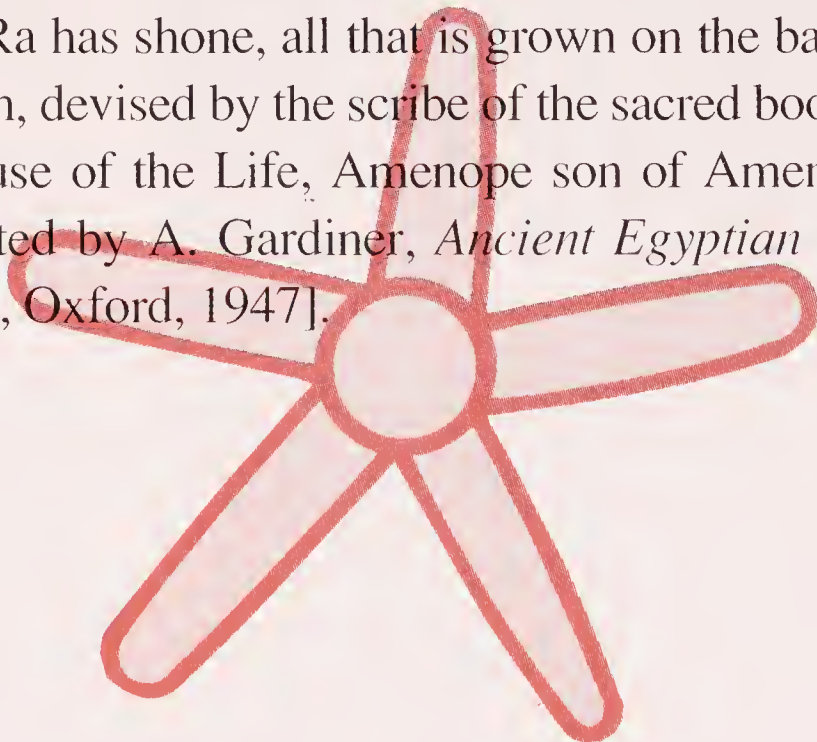 Ra has shone, all that is grown on the ba
n, devised by the scribe of the sacred boo
use of the Life, Amenope son of Amen
ted by A. Gardiner, Ancient Egyptian
, Oxford, 1947].